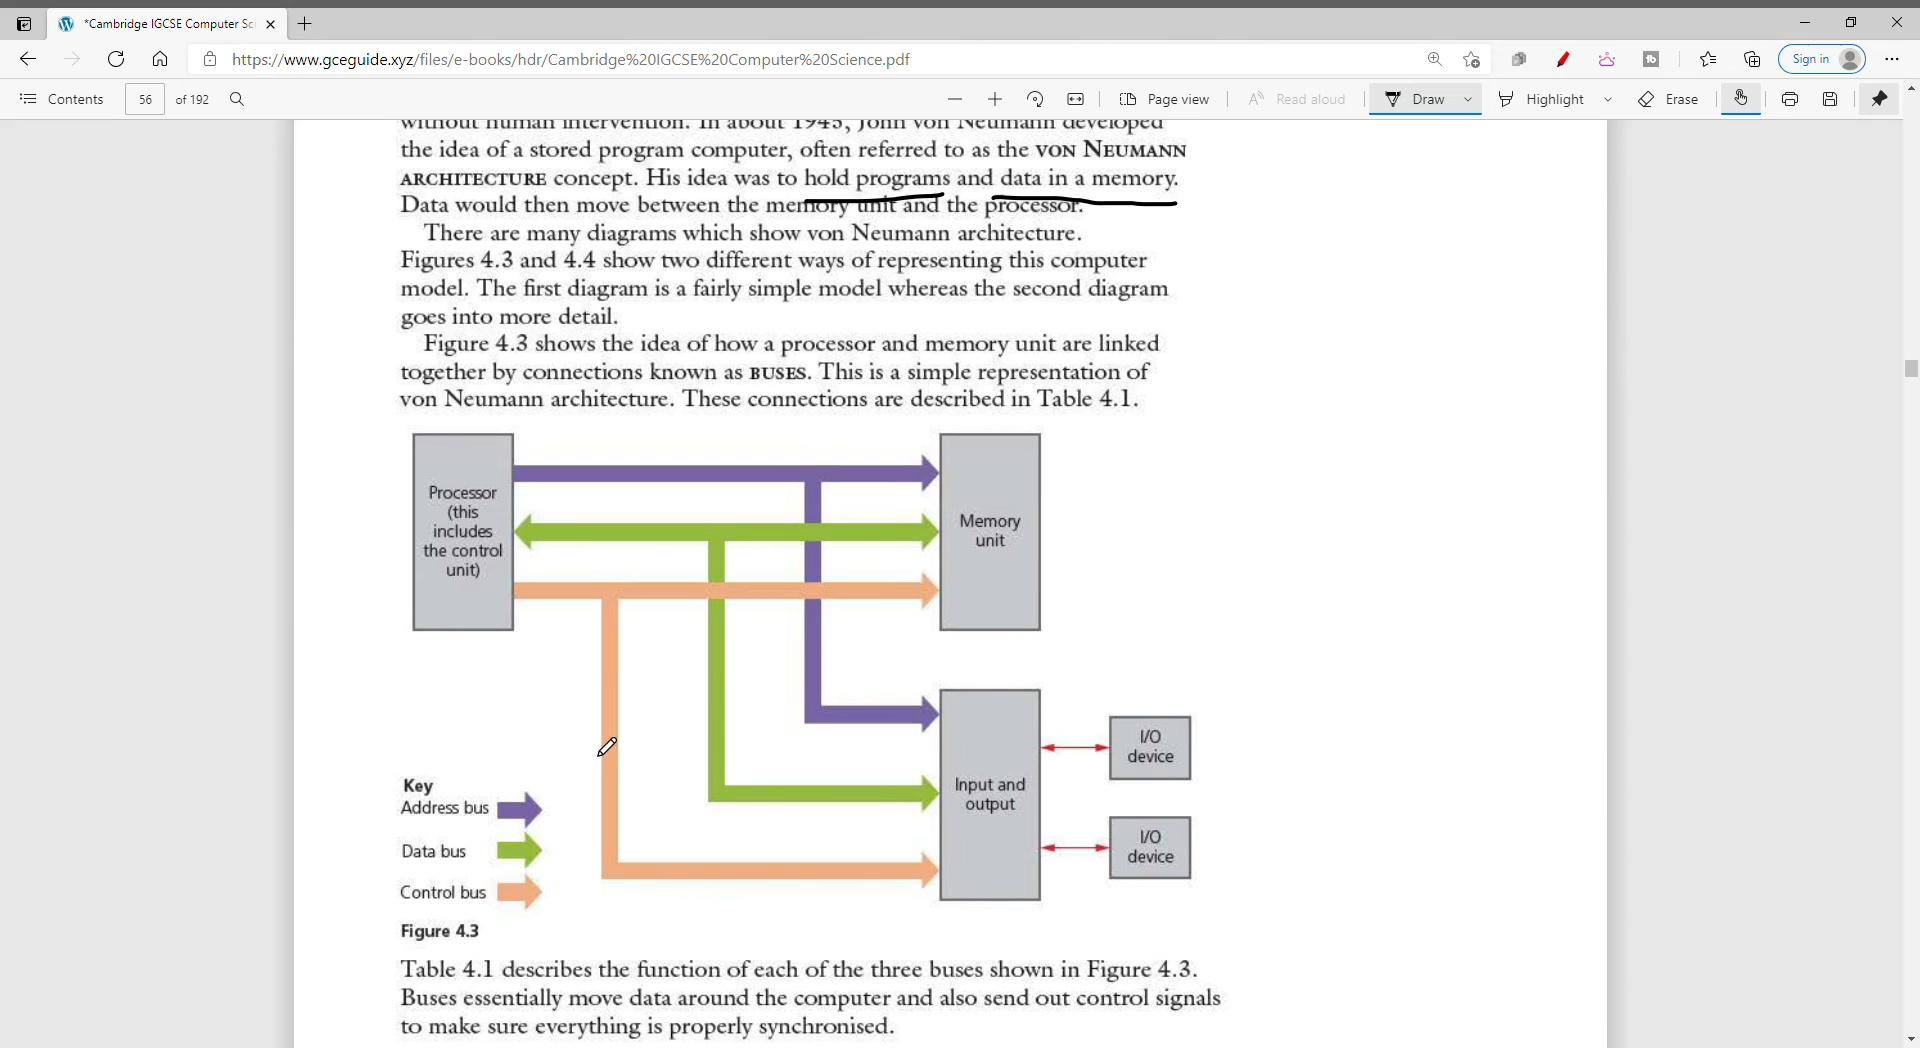 *Cambridge IGCSE Computer Sc
https://www.gceguide.xyz/files/e-books/hdr/Cambridge%20IGCSE%20Computer%20Science.pdf
Sign in
Contents
56
of 192
Page view
Read aloud
Draw
Highlight
Erase
without human intervention. In about 1945, John von Neumann developed
the idea of a stored program computer, often referred to as the VON NEUMANN
ARCHITECTURE concept. His idea was to hold programs and data in a memory.
Data would then move between the memory unit and the processor.
There are many diagrams which show von Neumann architecture.
Figures 4.3 and 4.4 show two different ways of representing this computer
model. The first diagram is a fairly simple model whereas the second diagram
goes into more detail.
Figure 4.3 shows the idea of how a processor and memory unit are linked
together by connections known as BUSES. This is a simple representation of
von Neumann architecture. These connections are described in Table 4.1.
Processor
(this
includes
the control
unit)
Memory
unit
Input and
output
I/O
device
I/O
device
Key
Address bus
Data bus
Control bus
Figure 4.3
Table 4.1 describes the function of each of the three buses shown in Figure 4.3.
Buses essentially move data around the computer and also send out control signals
to make sure everything is properly synchronised.